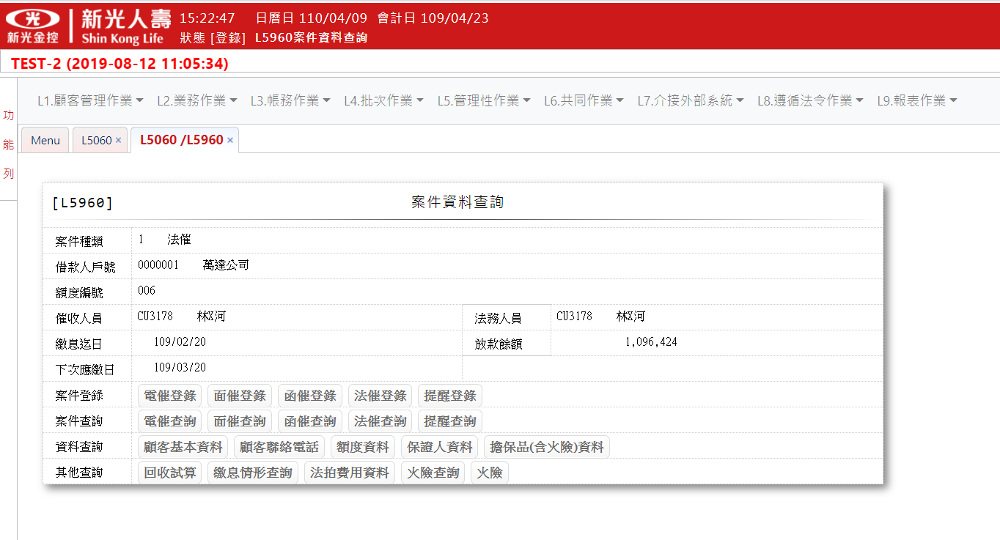 新光金控 新光人壽 Shin Kong Life 15:22:47 日曆日 110/04/09 會計日 109/04/23
狀態 [登錄] L5960案件資料查詢
TEST-2 (2019-08-12 11:05:34)
功能列
L1.顧客管理作業 L2.業務作業 L3.帳務作業 L4.批次作業 L5.管理性作業 L6.共同作業 L7.介接外部系統 L8.遵循法令作業 L9.報表作業
Menu L5060 × L5060 /L5960 ×
[L5960] 案件資料查詢
案件種類 1 法催
借款人戶號 0000001 萬達公司
額度編號 006
催收人員 CU3178 林X河 法務人員 CU3178 林X河
繳息迄日 109/02/20 放款餘額 1,096,424
下次應繳日 109/03/20
案件登錄 電催登錄 面催登錄 函催登錄 法催登錄 提醒登錄
案件查詢 電催查詢 面催查詢 函催查詢 法催查詢 提醒查詢
資料查詢 顧客基本資料 顧客聯絡電話 額度資料 保證人資料 擔保品(含火險)資料
其他查詢 回收試算 繳息情形查詢 法拍費用資料 火險查詢 火險